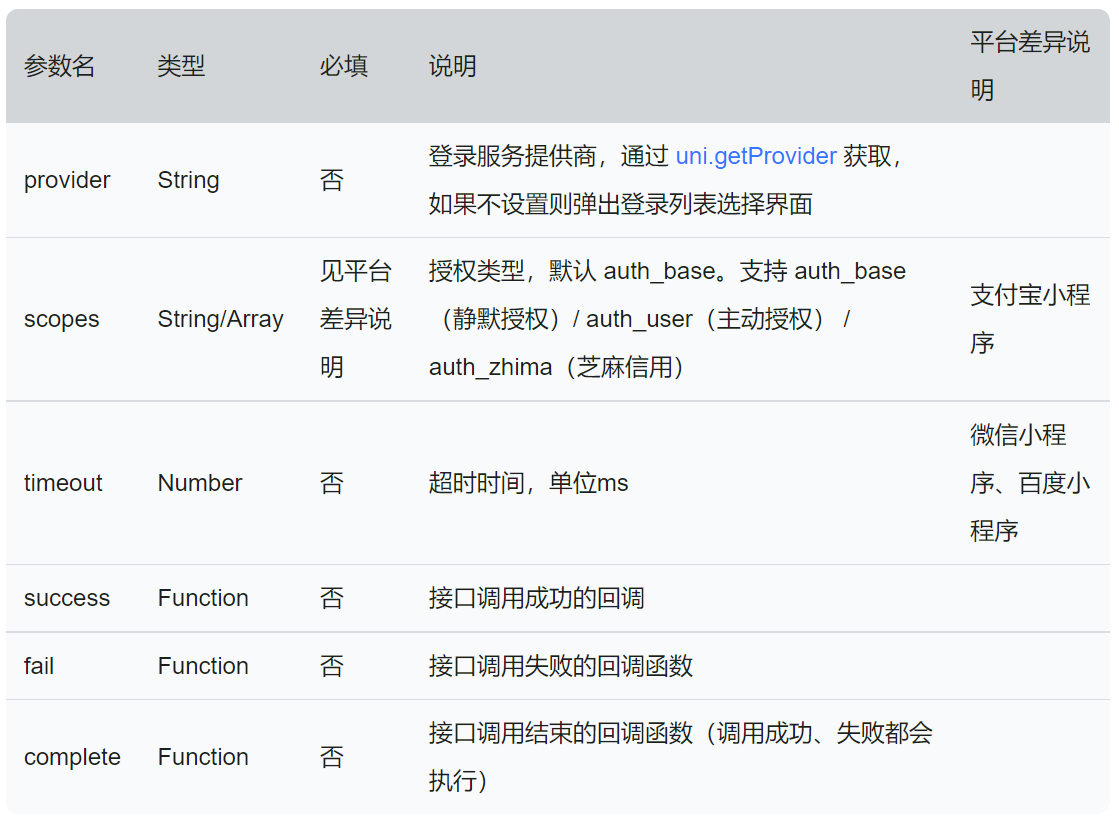 参数名 类型 必填 说明 平台差异说
明
provider String 否 登录服务提供商，通过 uni.getProvider 获取，
如果不设置则弹出登录列表选择界面
scopes String/Array 见平台
差异说
明 授权类型，默认 auth_base。支持 auth_base
（静默授权）/ auth_user（主动授权） /
auth_zhima（芝麻信用） 支付宝小程
序
timeout Number 否 超时时间，单位ms 微信小程
序、百度小
程序
success Function 否 接口调用成功的回调
fail Function 否 接口调用失败的回调函数
complete Function 否 接口调用结束的回调函数（调用成功、失败都会
执行）